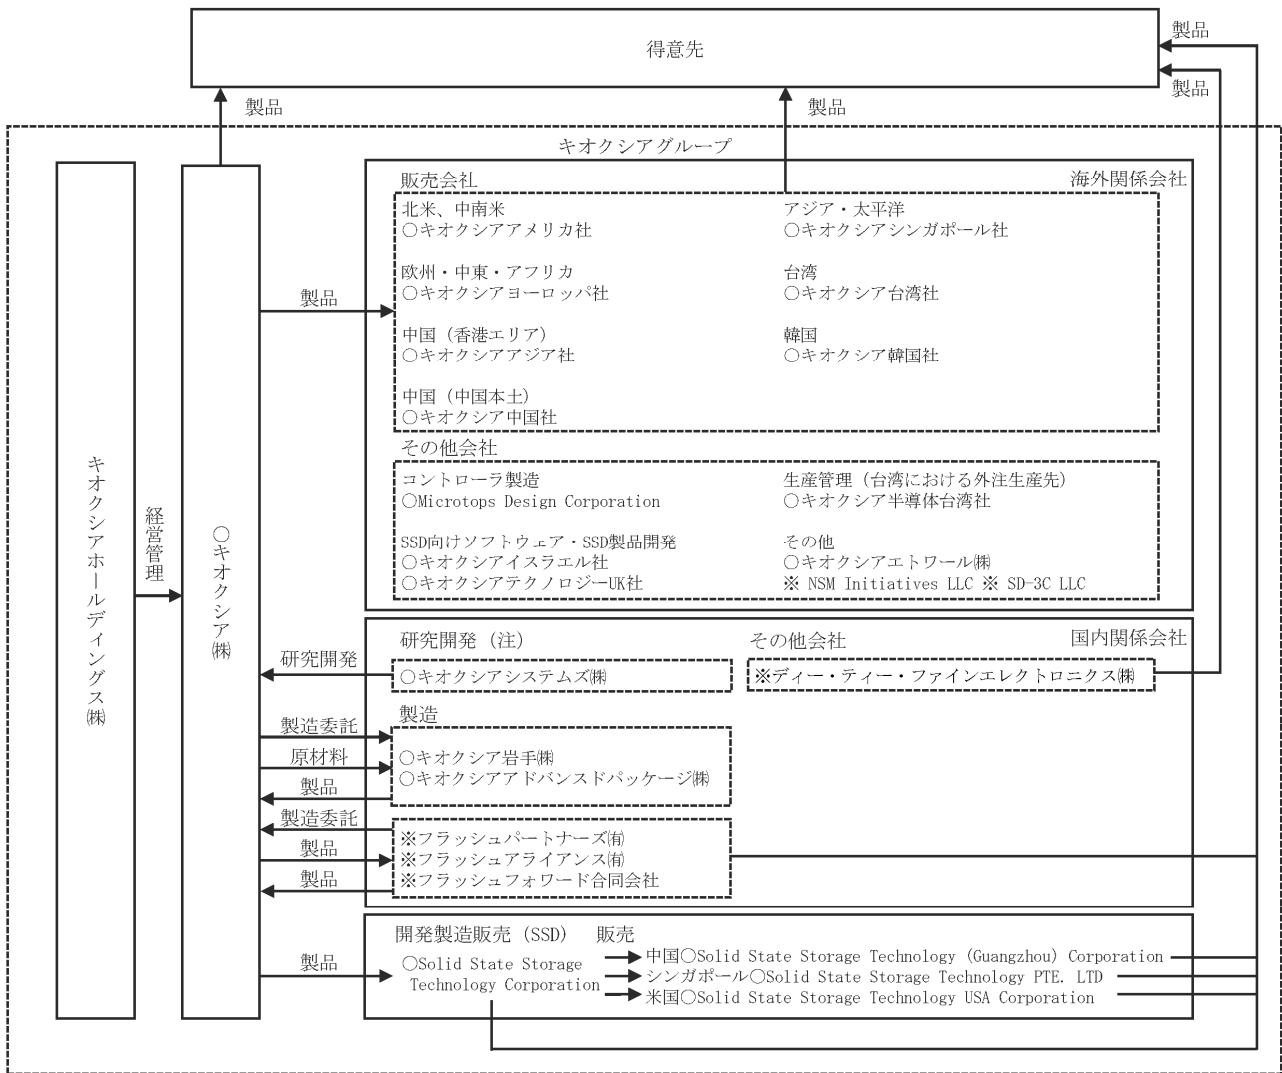 得意先
製品
製品
製品
製品
キオクシアグループ
キオクシアホールディングス㈱
経営管理
○キオクシア㈱
販売会社
海外関係会社
北米、中南米
○キオクシアアメリカ社
アジア・太平洋
○キオクシアシンガポール社
欧州・中東・アフリカ
○キオクシアヨーロッパ社
台湾
○キオクシア台湾社
製品
中国（香港エリア）
○キオクシアアジア社
韓国
○キオクシア韓国社
中国（中国本土）
○キオクシア中国社
その他会社
コントローラ製造
○Microtops Design Corporation
生産管理（台湾における外注生産先）
○キオクシア半導体台湾社
SSD向けソフトウェア・SSD製品開発
○キオクシアイスラエル社
○キオクシアテクノロジーUK社
その他
○キオクシアエトワール㈱
※ NSM Initiatives LLC ※ SD-3C LLC
研究開発（注）
その他会社
国内関係会社
研究開発
○キオクシアシステムズ㈱
※ディー・ティー・ファインエレクトロニクス㈱
製造
製造委託
原材料
製品
○キオクシア岩手㈱
○キオクシアアドバンスドパッケージ㈱
製造委託
製品
製品
※フラッシュパートナーズ㈲
※フラッシュアライアンス㈲
※フラッシュフォワード合同会社
開発製造販売（SSD）
販売
製品
○Solid State Storage
Technology Corporation
中国○Solid State Storage Technology (Guangzhou) Corporation
シンガポール○Solid State Storage Technology PTE. LTD
米国○Solid State Storage Technology USA Corporation